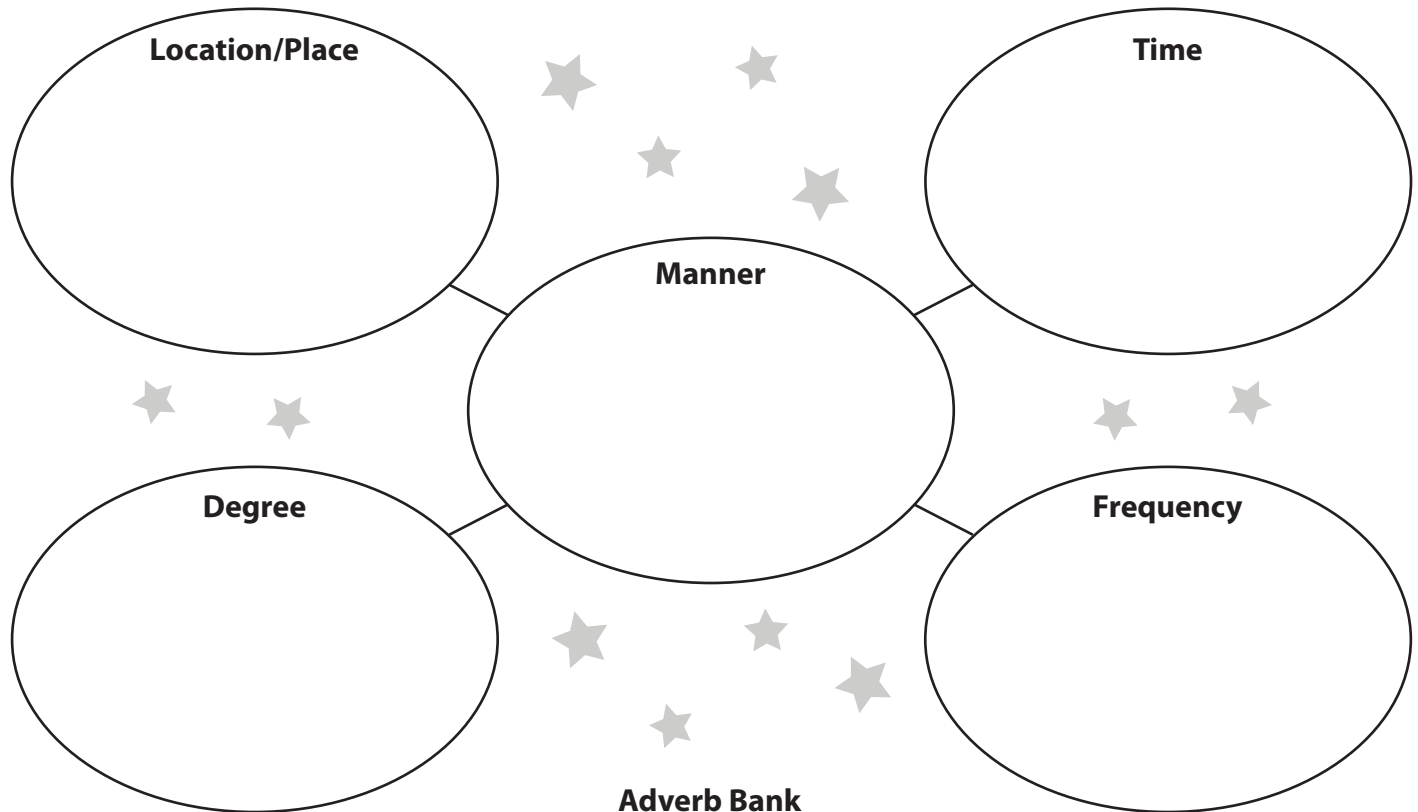 Location/Place
Time
Manner
Degree
Frequency
Adverb Bank